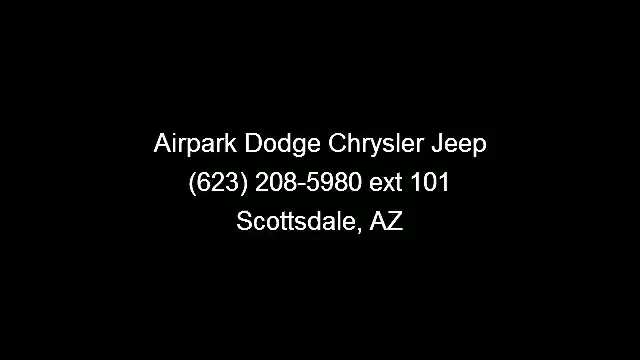 Airpark Dodge Chrysler Jeep
(623) 208-5980 ext 101
Scottsdale, AZ